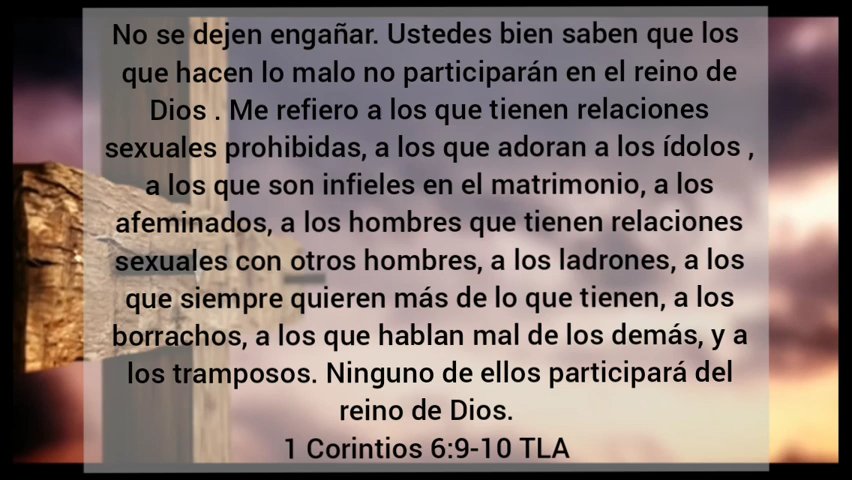 No se dejen engañar. Ustedes bien saben que los
que hacen lo malo no participarán en el reino de
Dios . Me refiero a los que tienen relaciones
sexuales prohibidas, a los que adoran a los ídolos ,
a los que son infieles en el matrimonio, a los
afeminados, a los hombres que tienen relaciones
sexuales con otros hombres, a los ladrones, a los
que siempre quieren más de lo que tienen, a los
borrachos, a los que hablan mal de los demás, y a
los tramposos. Ninguno de ellos participará del
reino de Dios.
1 Corintios 6:9-10 TLA